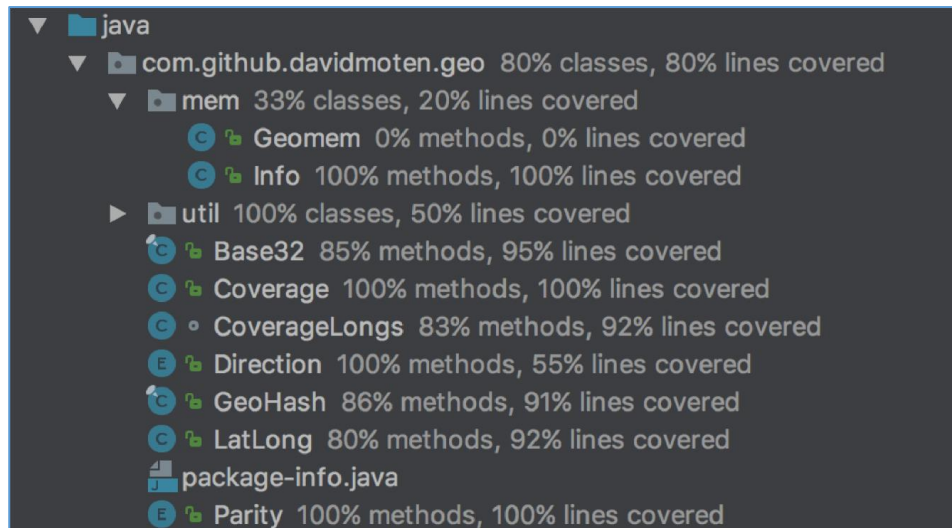 java
com.github.davidmoten.geo 80% classes, 80% lines covered
mem 33% classes, 20% lines covered
C Geomem 0% methods, 0% lines covered
C Info 100% methods, 100% lines covered
util 100% classes, 50% lines covered
C Base32 85% methods, 95% lines covered
C Coverage 100% methods, 100% lines covered
C CoverageLongs 83% methods, 92% lines covered
E Direction 100% methods, 55% lines covered
C GeoHash 86% methods, 91% lines covered
C LatLong 80% methods, 92% lines covered
package-info.java
E Parity 100% methods, 100% lines covered